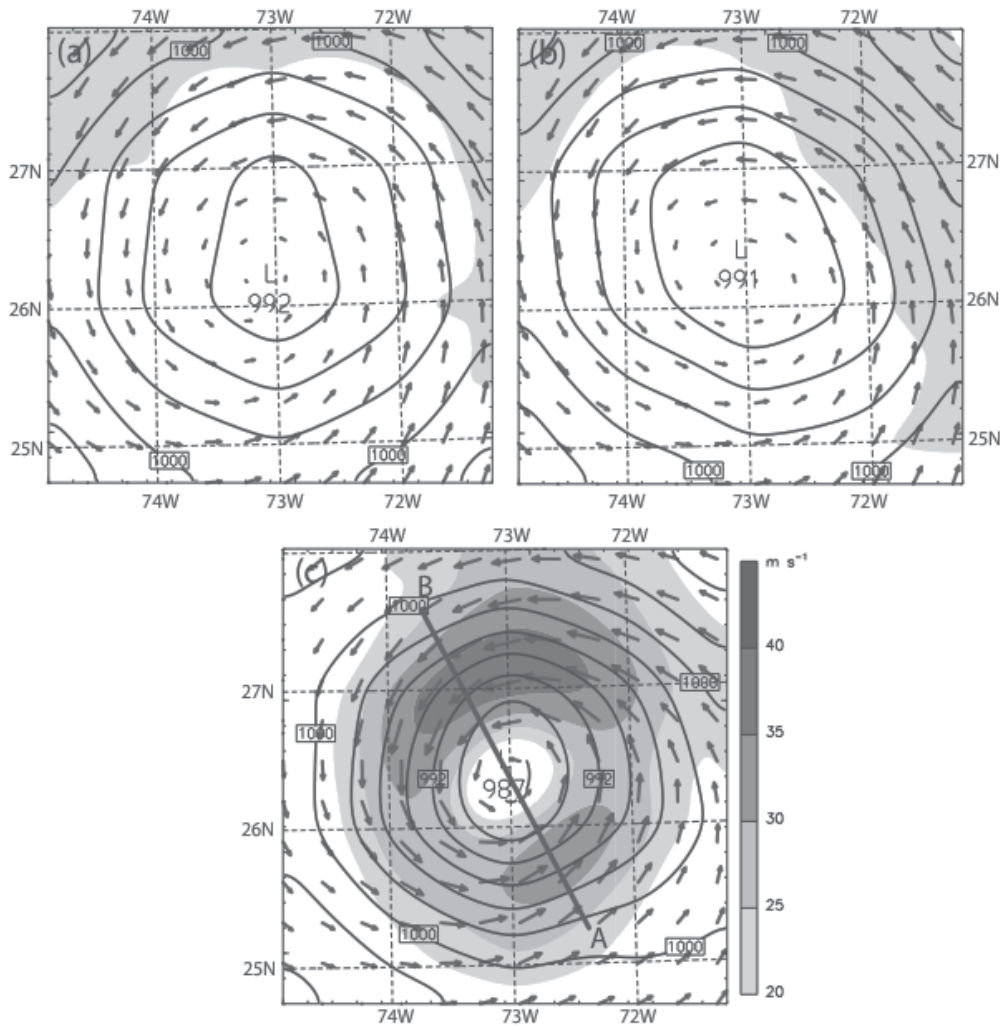 74W 73W 72W 74W 73W 72W
(a) 1000 1000 (b) 1000 1000
27N 27N
L L
992 991
26N 26N
25N 25N
1000 1000 1000 1000
74W 73W 72W 74W 73W 72W
74W 73W 72W
(c) m s⁻¹
B
1000
40
27N 1000
1000 35
992 992
987
30
26N
25
1000 A 1000
25N
20
74W 73W 72W